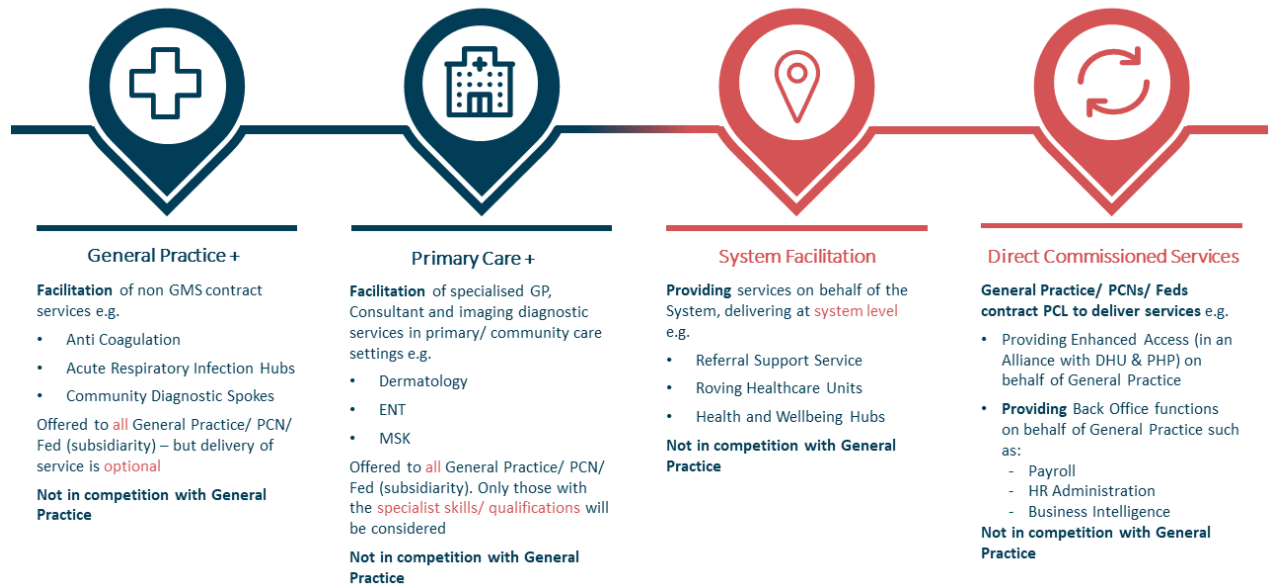 General Practice +
Facilitation of non GMS contract
services e.g.
• Anti Coagulation
• Acute Respiratory Infection Hubs
• Community Diagnostic Spokes
Offered to all General Practice/ PCN/
Fed (subsidiarity) – but delivery of
service is optional
Not in competition with General
Practice
Primary Care +
Facilitation of specialised GP,
Consultant and imaging diagnostic
services in primary/ community care
settings e.g.
• Dermatology
• ENT
• MSK
Offered to all General Practice/ PCN/
Fed (subsidiarity). Only those with
the specialist skills/ qualifications will
be considered
Not in competition with General
Practice
System Facilitation
Providing services on behalf of the
System, delivering at system level
e.g.
• Referral Support Service
• Roving Healthcare Units
• Health and Wellbeing Hubs
Not in competition with General
Practice
Direct Commissioned Services
General Practice/ PCNs/ Feds
contract PCL to deliver services e.g.
• Providing Enhanced Access (in an
Alliance with DHU & PHP) on
behalf of General Practice
• Providing Back Office functions
on behalf of General Practice such
as:
- Payroll
- HR Administration
- Business Intelligence
Not in competition with General
Practice